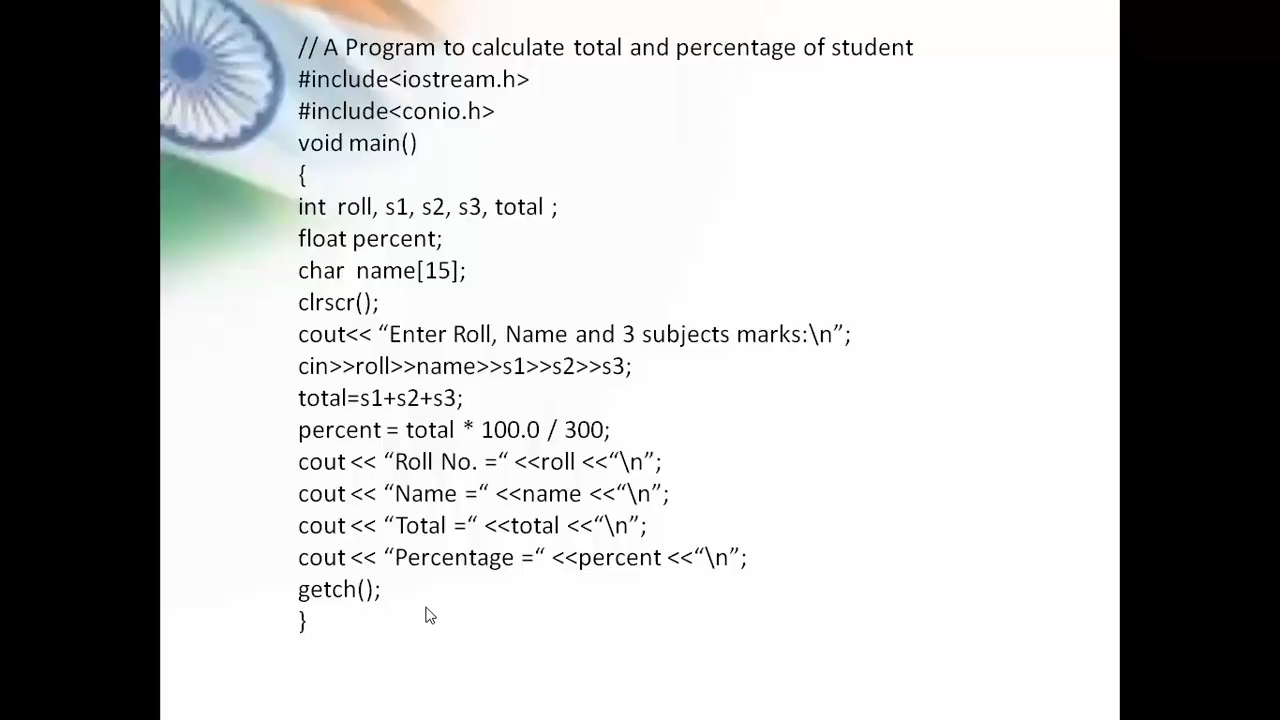 // A Program to calculate total and percentage of student
#include<iostream.h>
#include<conio.h>
void main()
{
int  roll, s1, s2, s3, total ;
float percent;
char  name[15];
clrscr();
cout<< “Enter Roll, Name and 3 subjects marks:\n”;
cin>>roll>>name>>s1>>s2>>s3;
total=s1+s2+s3;
percent = total * 100.0 / 300;
cout << “Roll No. =“ <<roll <<“\n”;
cout << “Name =“ <<name <<“\n”;
cout << “Total =“ <<total <<“\n”;
cout << “Percentage =“ <<percent <<“\n”;
getch();
}